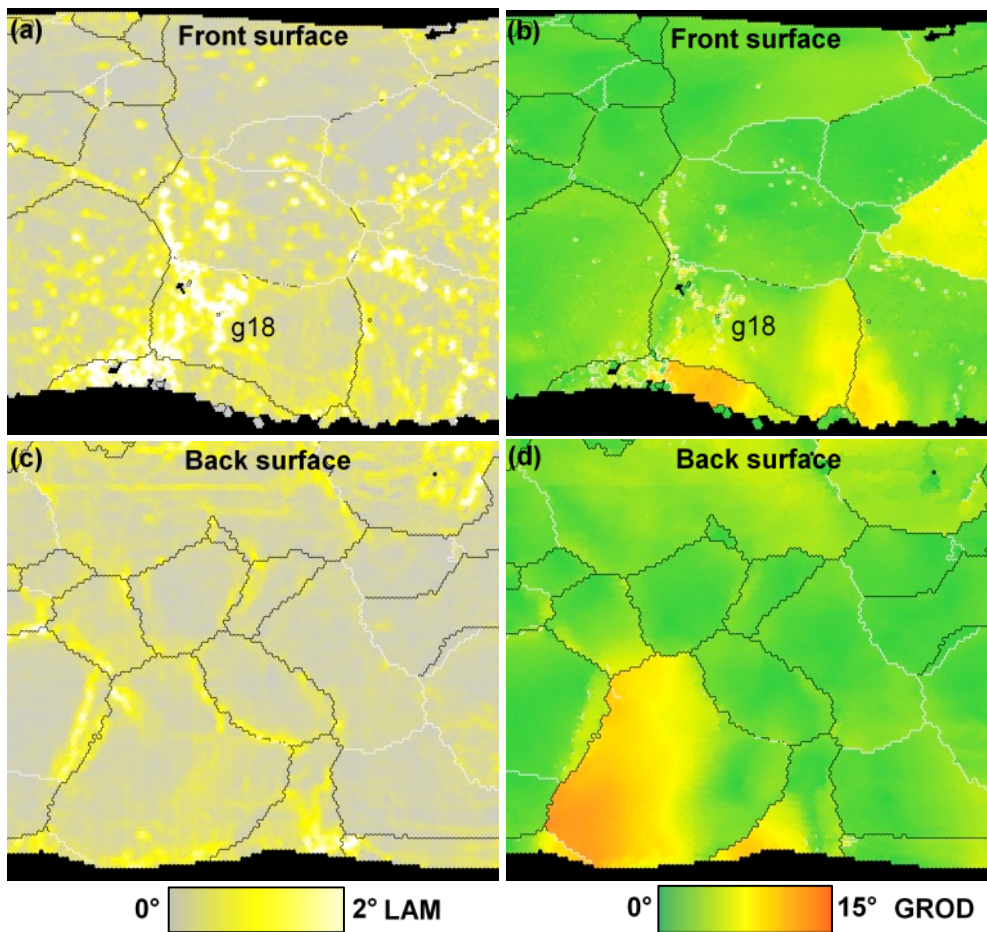 (a) Front surface
(b) Front surface
g18
g18
(c) Back surface
(d) Back surface
0° 2° LAM
0° 15° GROD